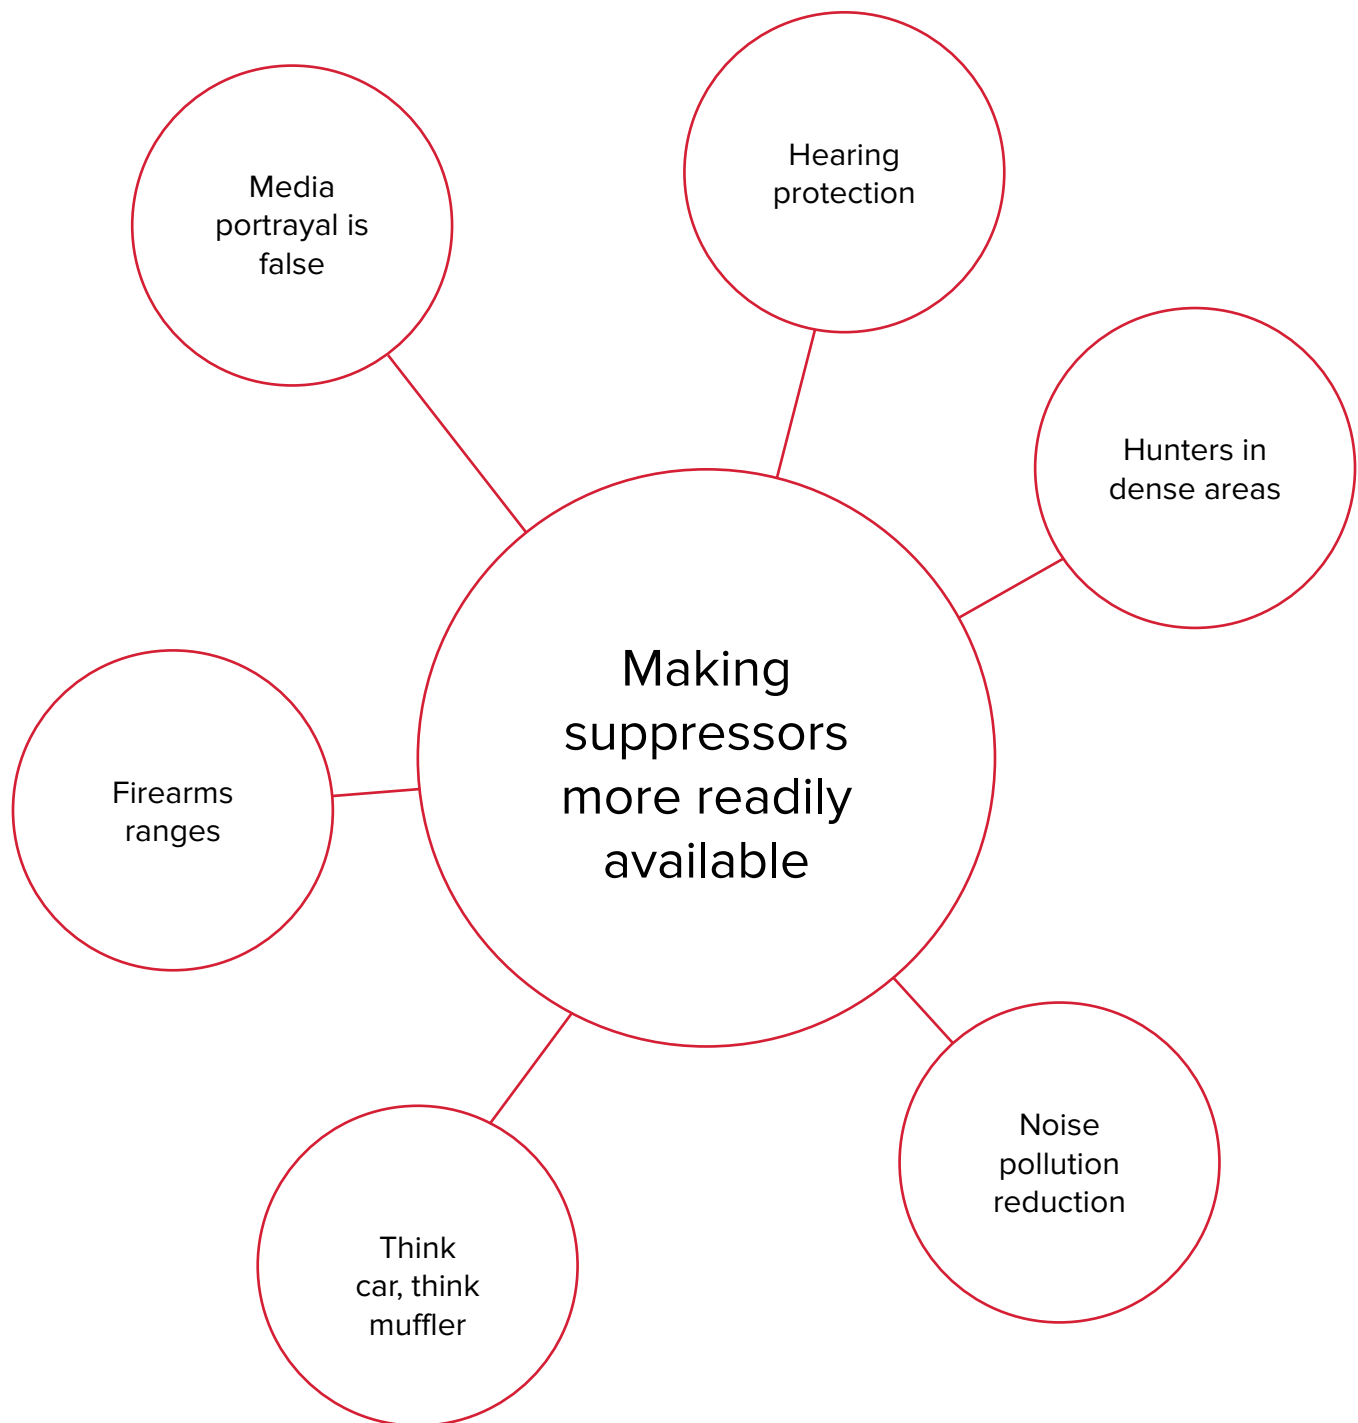 Media
portrayal is
false
Hearing
protection
Hunters in
dense areas
Making
suppressors
more readily
available
Firearms
ranges
Noise
pollution
reduction
Think
car, think
muffler